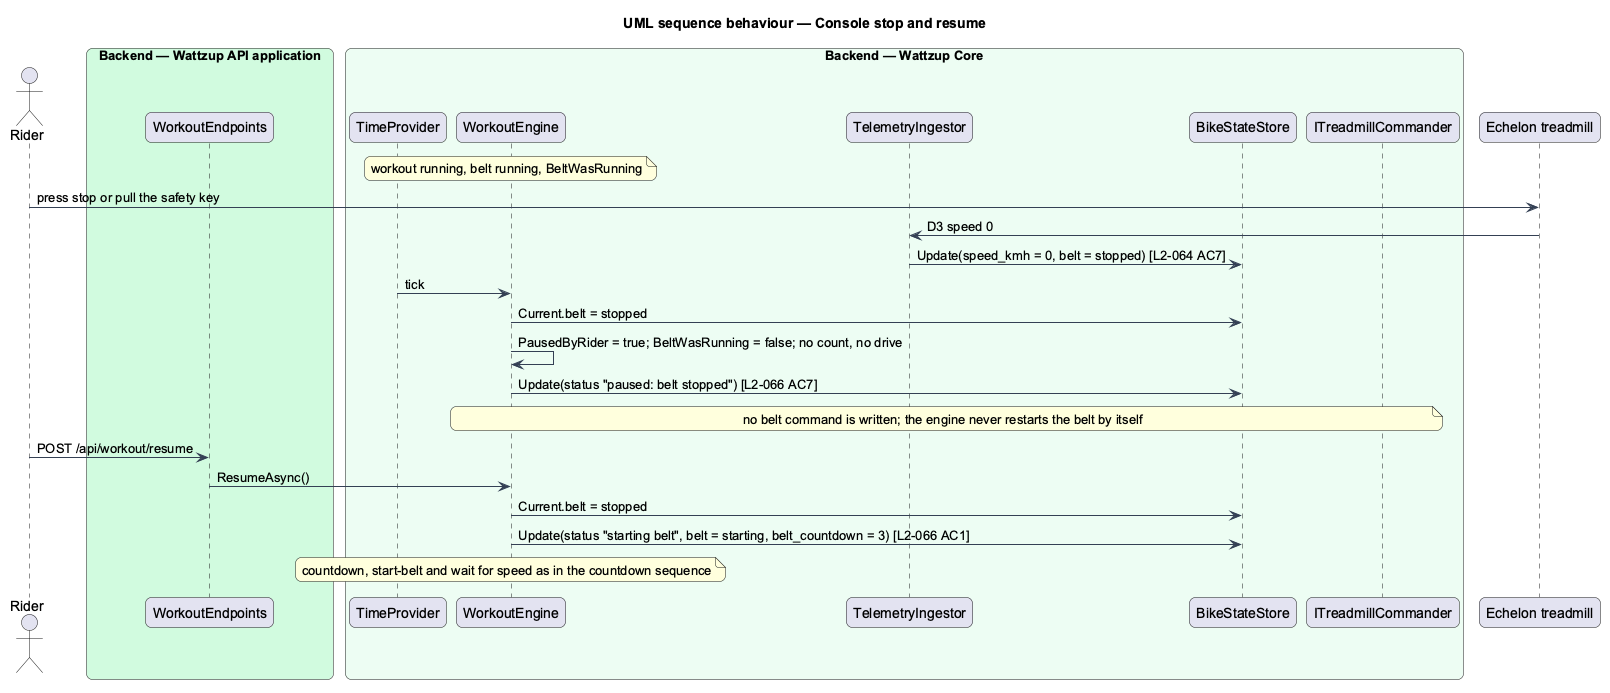 UML sequence behaviour — Console stop and resume
Backend — Wattzup API application
Backend — Wattzup Core
Rider
WorkoutEndpoints
TimeProvider
WorkoutEngine
TelemetryIngestor
BikeStateStore
ITreadmillCommander
Echelon treadmill
workout running, belt running, BeltWasRunning
press stop or pull the safety key
D3 speed 0
Update(speed_kmh = 0, belt = stopped) [L2-064 AC7]
tick
Current.belt = stopped
PausedByRider = true; BeltWasRunning = false; no count, no drive
Update(status "paused: belt stopped") [L2-066 AC7]
no belt command is written; the engine never restarts the belt by itself
POST /api/workout/resume
ResumeAsync()
Current.belt = stopped
Update(status "starting belt", belt = starting, belt_countdown = 3) [L2-066 AC1]
countdown, start-belt and wait for speed as in the countdown sequence
Rider
WorkoutEndpoints
TimeProvider
WorkoutEngine
TelemetryIngestor
BikeStateStore
ITreadmillCommander
Echelon treadmill